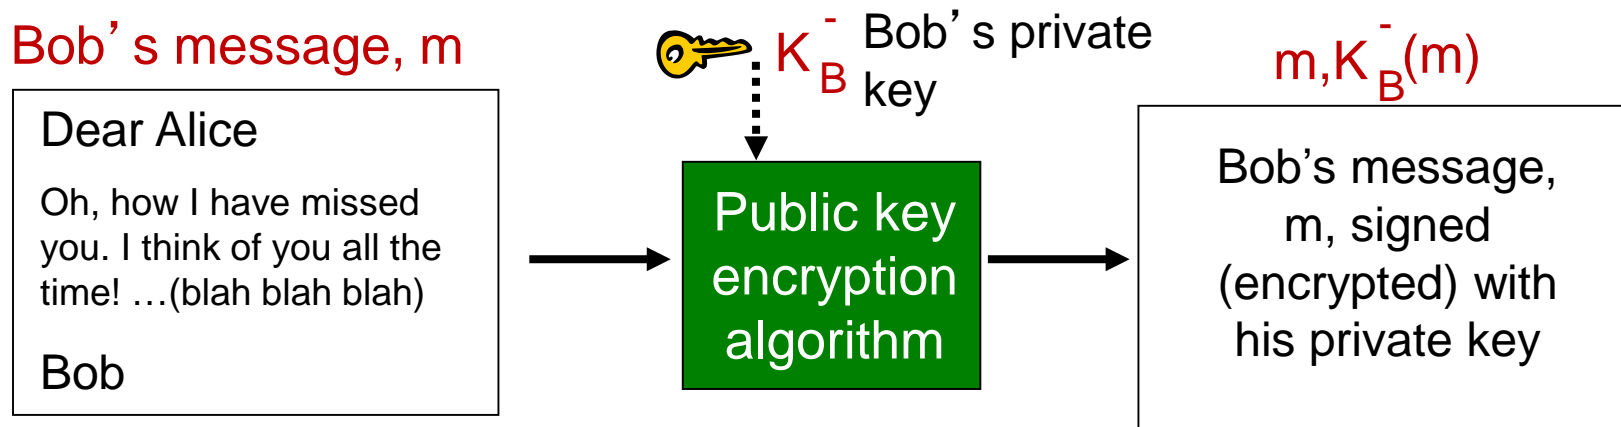 Bob’s message, m
Dear Alice
Oh, how I have missed
you. I think of you all the
time! …(blah blah blah)
Bob
K
-
B
Bob’s private
key
Public key
encryption
algorithm
m,K
-
B
(m)
Bob’s message,
m, signed
(encrypted) with
his private key